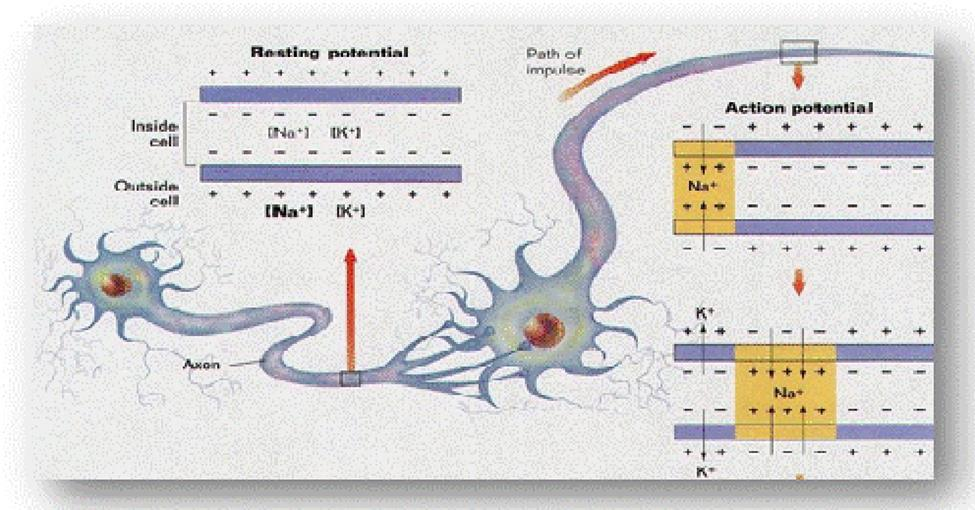 Resting potential
+ + + + + + + +
− − − − − − − −
Inside
cell
[Na⁺] [K⁺]
− − − − − − − −
Outside
cell
+ + + + + + + +
[Na⁺] [K⁺]
Axon
Path of
impulse
Action potential
− − + + + + + +
+ + − − − − − −
Na⁺
+ + − − − − − −
− − + + + + + +
K⁺
+ + − − − + + +
− − + + + − − −
Na⁺
− − + + + − − −
+ + − − − + + +
K⁺